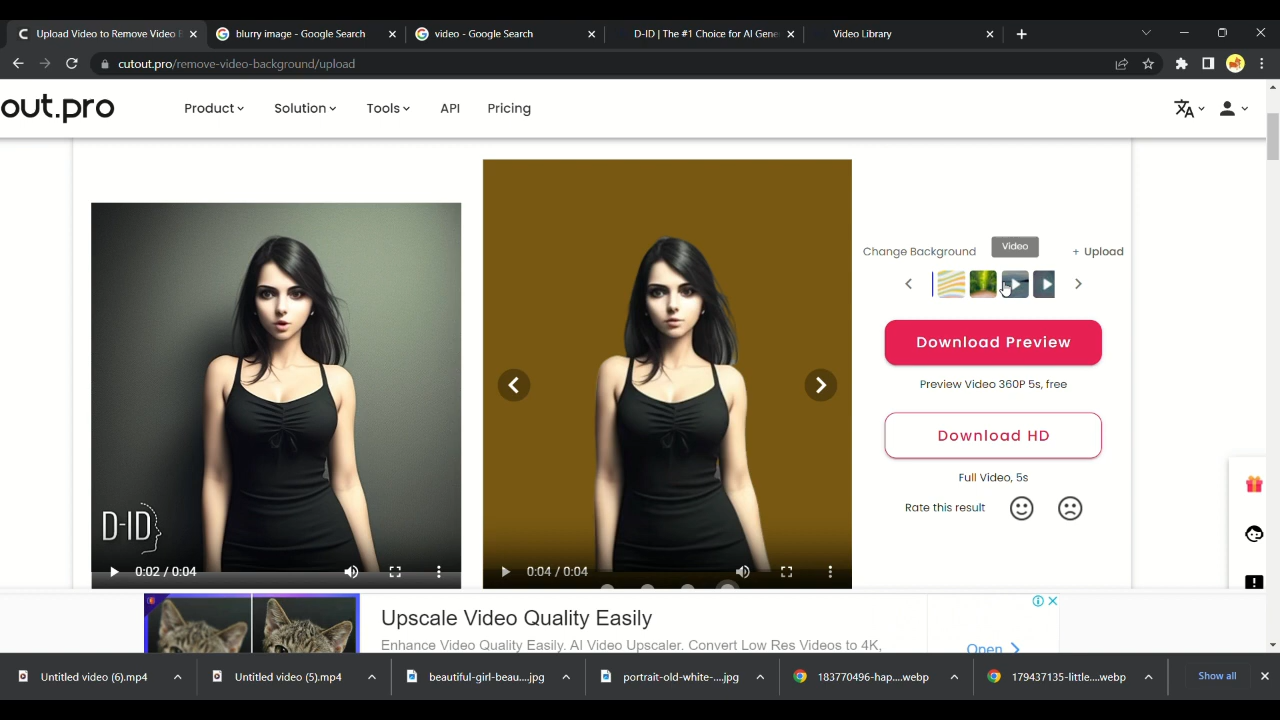 Upload Video to Remove Video
blurry image - Google Search
video - Google Search
D-ID | The #1 Choice for AI Gene
Video Library
cutout.pro/remove-video-background/upload
out.pro
Product
Solution
Tools
API
Pricing
Change Background
Video
+ Upload
Download Preview
Preview Video 360P 5s, free
Download HD
Full Video, 5s
Rate this result
D-ID
0:02 / 0:04
0:04 / 0:04
Upscale Video Quality Easily
Enhance Video Quality Easily. AI Video Upscaler. Convert Low Res Videos to 4K,
Open
Untitled video (6).mp4
Untitled video (5).mp4
beautiful-girl-beau....jpg
portrait-old-white-....jpg
183770496-hap....webp
179437135-little....webp
Show all